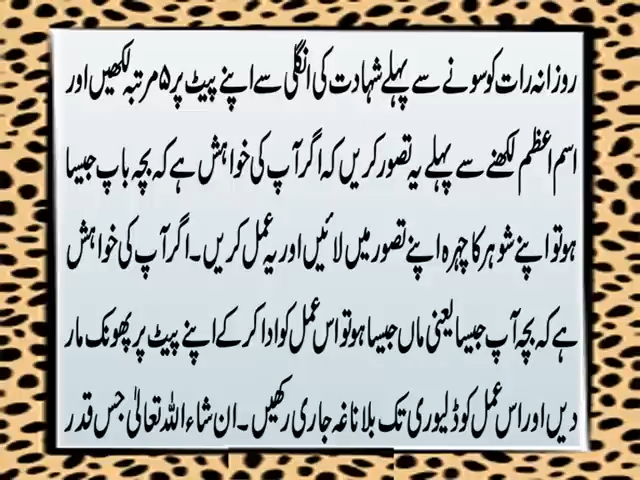 روزانہ رات کو سونے سے پہلے شہادت کی انگلی سے اپنے پیٹ پر ۵ مرتبہ لکھیں اور
اسم اعظم لکھنے سے پہلے یہ تصور کریں کہ اگر آپ کی خواہش ہے کہ بچہ باپ جیسا
ہو تو اپنے شوہر کا چہرہ اپنے تصور میں لائیں اور یہ عمل کریں۔ اگر آپ کی خواہش
ہے کہ بچہ آپ جیسا یعنی ماں جیسا ہو تو اس عمل کو ادا کر کے اپنے پیٹ پر پھونک مار
دیں اور اس عمل کو ڈلیوری تک بلا ناغہ جاری رکھیں۔ ان شاء اللہ تعالیٰ جس قدر